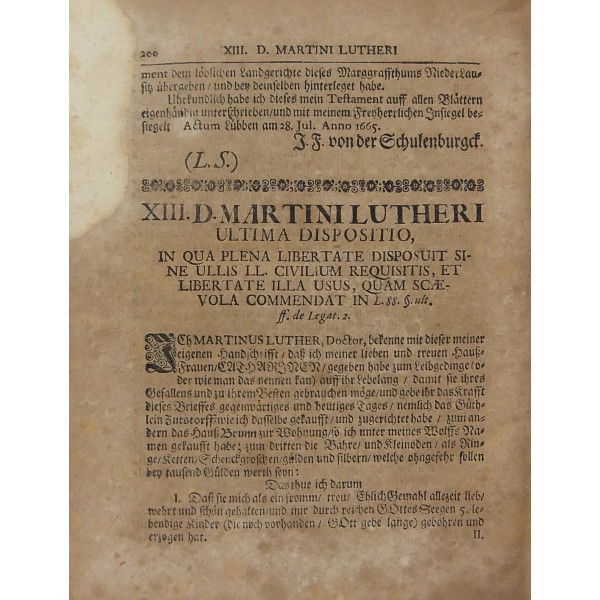 200 XIII. D. MARTINI LUTHERI
ment dem löblichen Landgerichte dieses Marggraffthums NiederLau-
sitz übergeben / und bey demselben hinterleget habe.
Uhrkundlich habe ich dieses mein Testament auff allen Blättern
eigenhändig unterschrieben / und mit meinem Freyherrlichen Insiegel be-
siegelt Actum Lübben am 28. Jul. Anno 1665.
J. F. von der Schulenburgck.
(L. S.)
XIII. D. MARTINI LUTHERI
ULTIMA DISPOSITIO,
IN QUA PLENA LIBERTATE DISPOSUIT SI-
NE ULLIS LL. CIVILIUM REQUISITIS, ET
LIBERTATE ILLA USUS, QUAM SCÆ-
VOLA COMMENDAT IN L. 88. §. ult.
ff. de Legat. 2.
ICh MARTINUS LUTHER, Doctor, bekenne mit dieser meiner
eigenen Handschrifft / daß ich meiner lieben und treuen Hauß-
Frauen / CATHARINEN / gegeben habe zum Leibgedinge (o-
der wie man das nennen kan) auff ihr Lebelang / damit sie ihres
Gefallens und zu ihrem Besten gebrauchen möge / und gebe ihr das Krafft
dieses Brieffes gegenwärtiges und heutiges Tages / nemlich das Güth-
lein / wie ich dasselbe gekaufft / und zugerichtet habe / zum an-
dern das Hauß Brunn zur Wohnung / so ich unter meines Wolffs Na-
men gekaufft habe; zum dritten die Bahre / und Kleinoden / als Rin-
ge / Ketten / Schenckgroschen / gülden und silbern / welche ohngefehr sollen
bey tausend Gülden werth seyn:
Das thue ich darum
I. Daß sie mich als ein fromm / treu / Ehlich Gemahl allezeit lieb /
wehrt und schön gehalten / und mir durch reichen GOttes Seegen 5. le-
bendige Kinder (die noch vorhanden / GOtt gebe lange) gebohren und
erzogen hat. II.